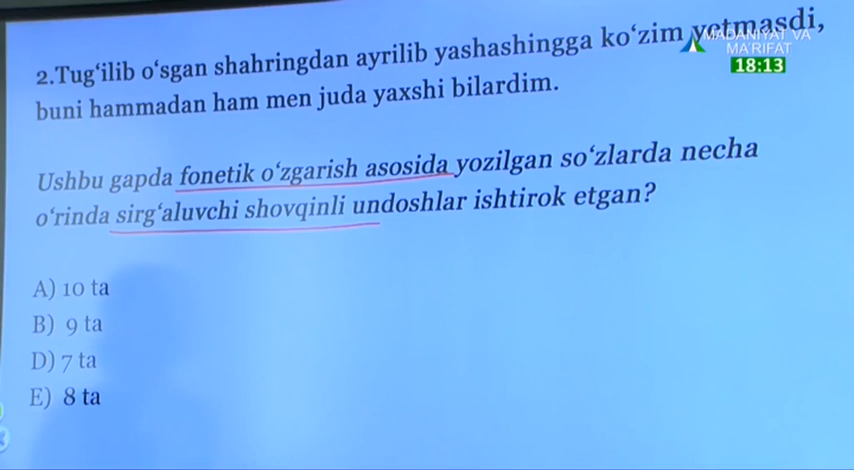 2.Tug‘ilib o‘sgan shahringdan ayrilib yashashingga ko‘zim yetmasdi,
buni hammadan ham men juda yaxshi bilardim.
MADANIYAT VA
MA'RIFAT
18:13
Ushbu gapda fonetik o‘zgarish asosida yozilgan so‘zlarda necha
o‘rinda sirg‘aluvchi shovqinli undoshlar ishtirok etgan?
A) 10 ta
B) 9 ta
D) 7 ta
E) 8 ta